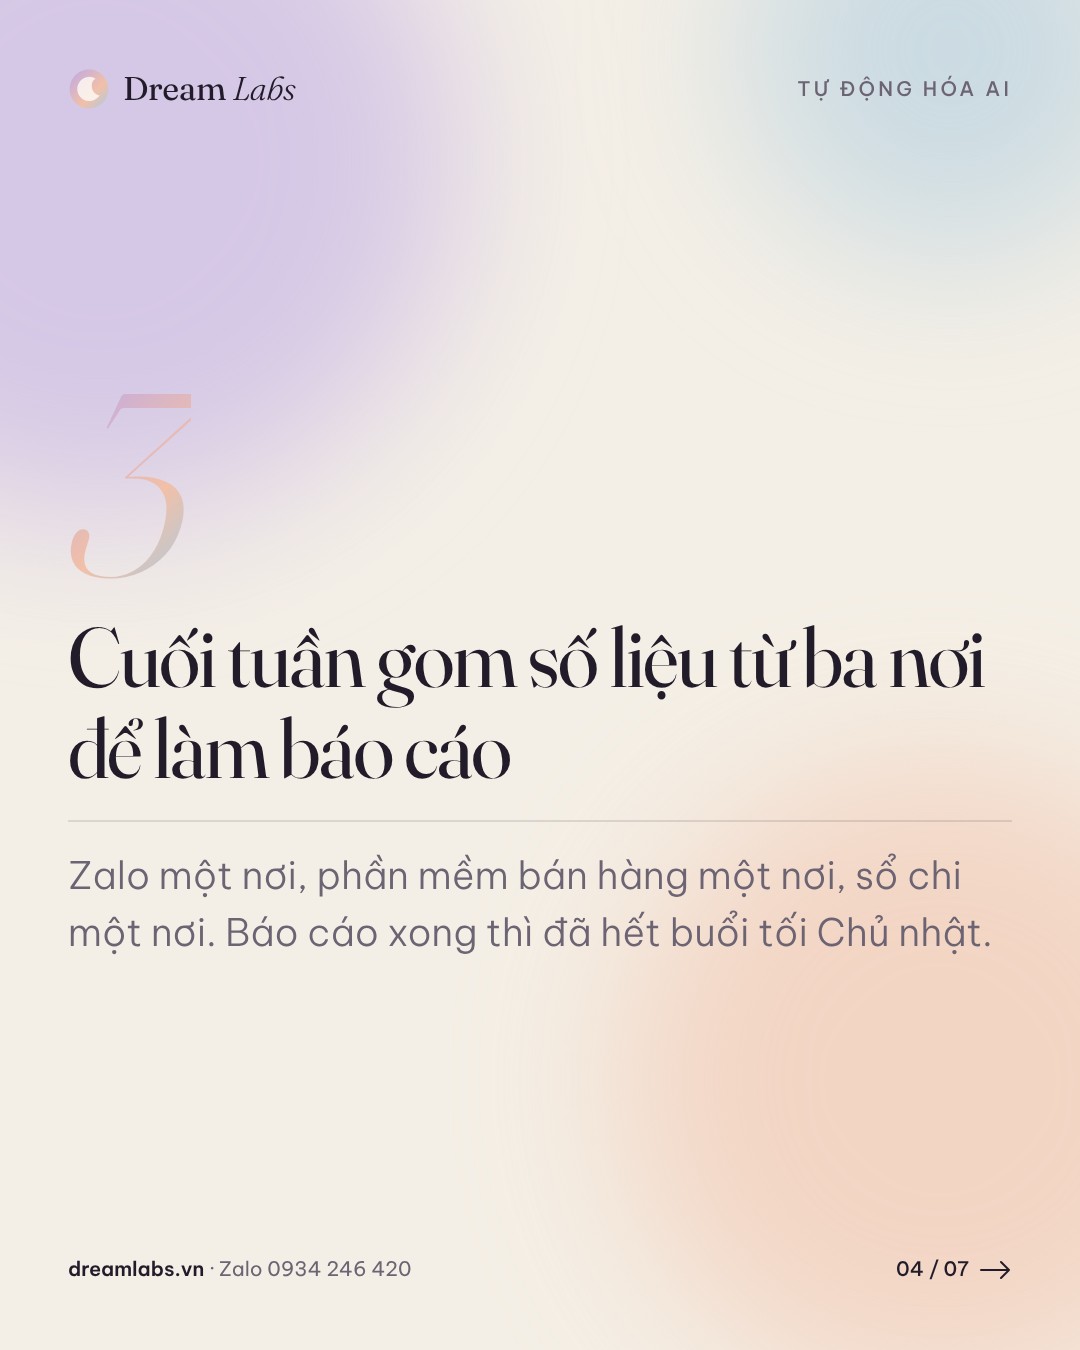 Dream Labs
TỰ ĐỘNG HÓA AI
3
Cuối tuần gom số liệu từ ba nơi
để làm báo cáo
Zalo một nơi, phần mềm bán hàng một nơi, sổ chi
một nơi. Báo cáo xong thì đã hết buổi tối Chủ nhật.
dreamlabs.vn · Zalo 0934 246 420
04 / 07 →